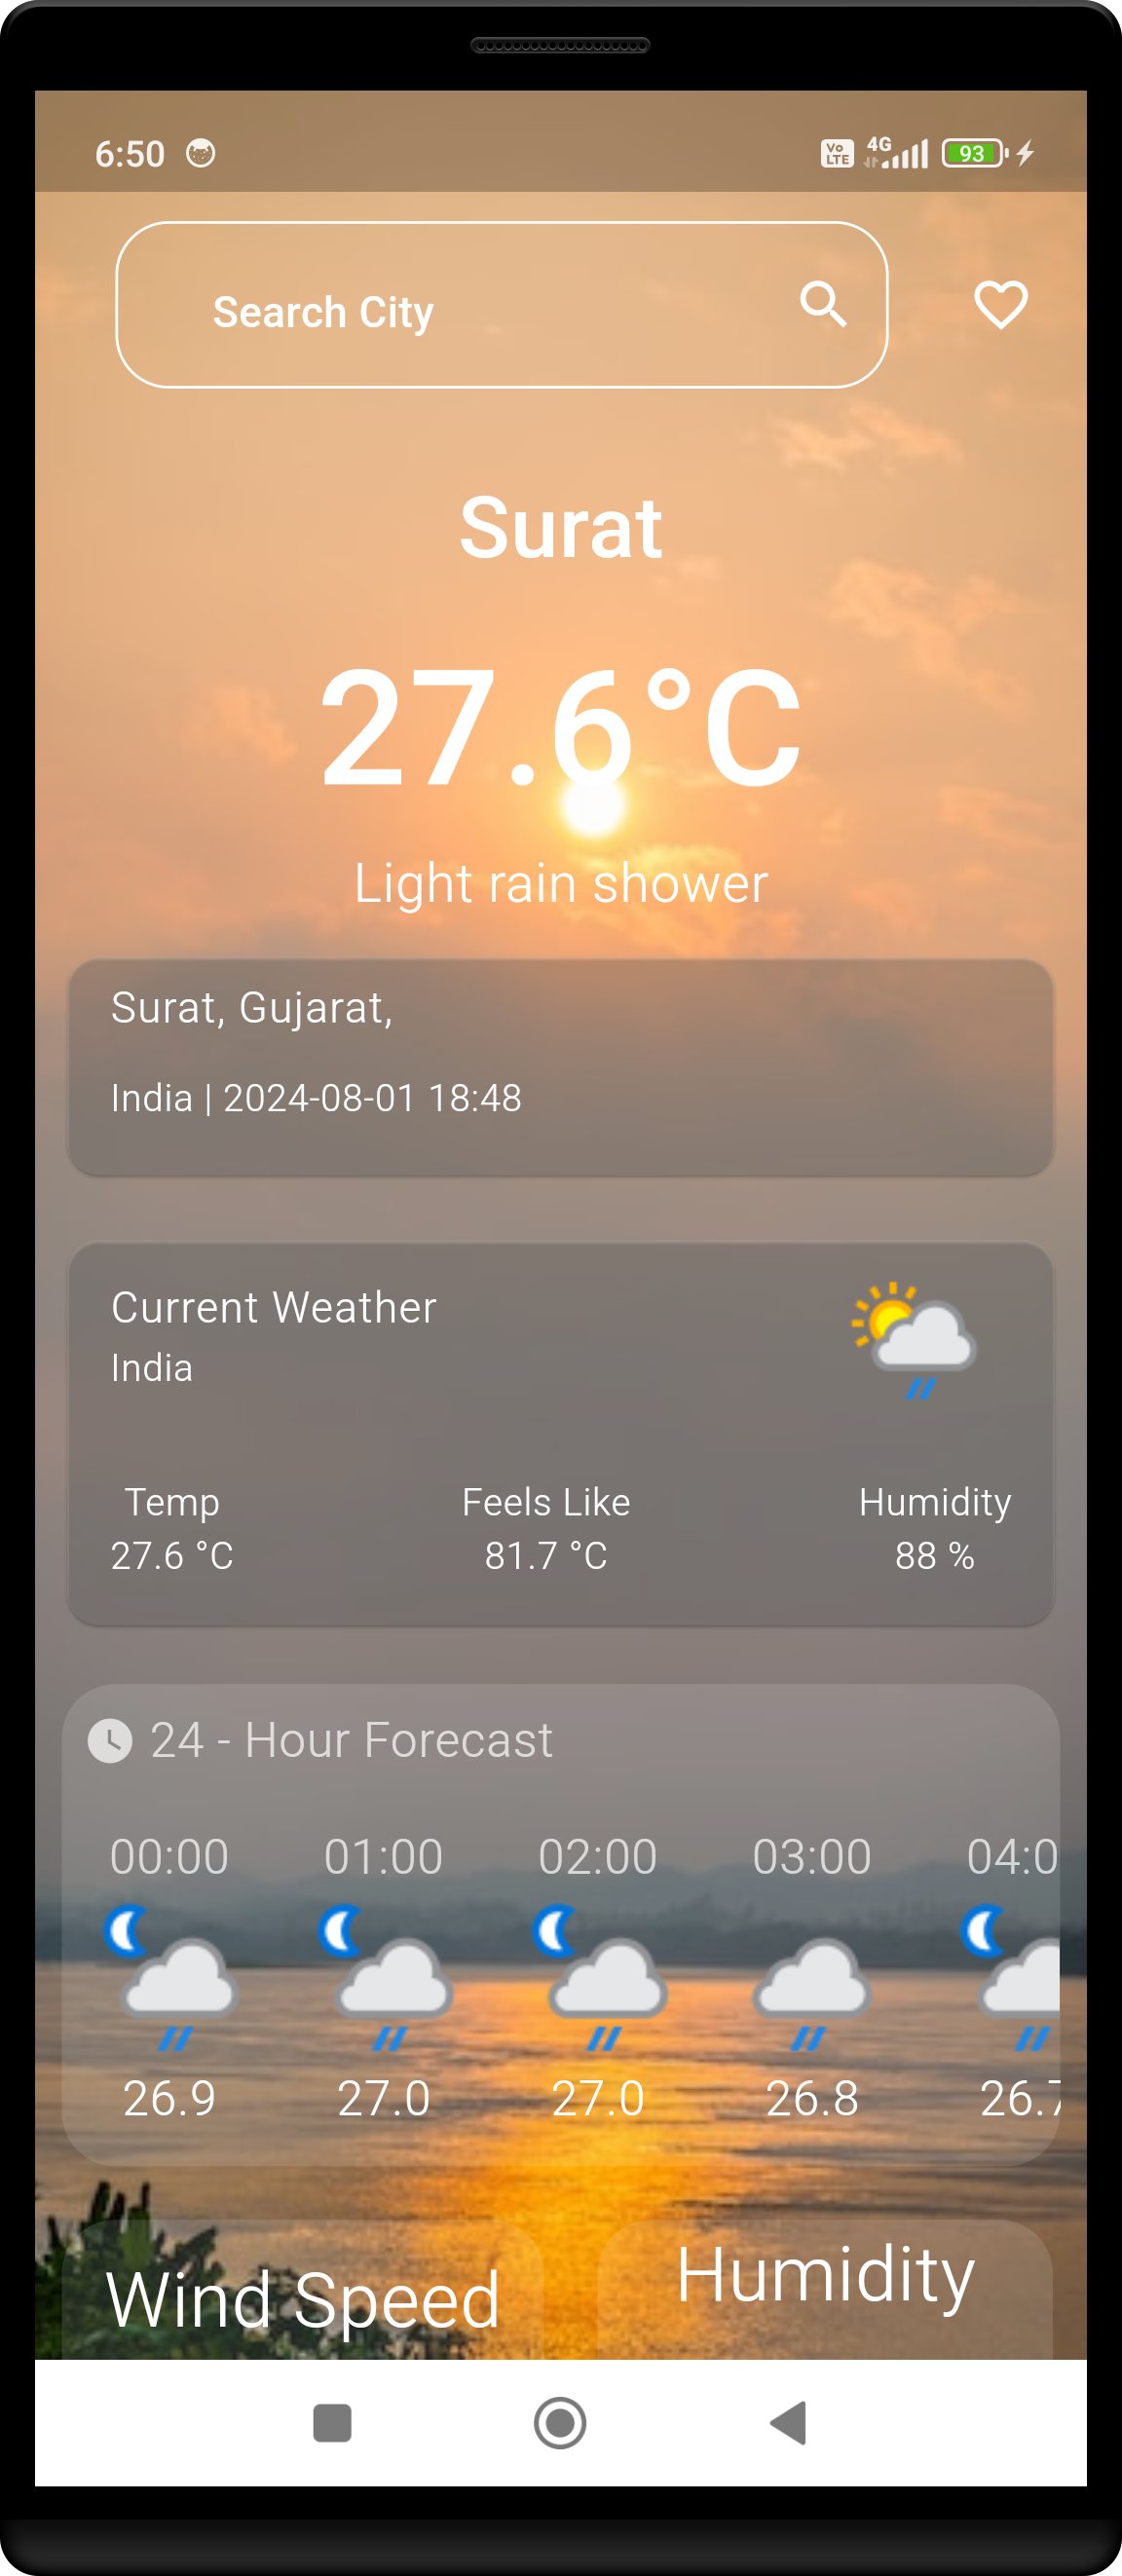 6:50 Vo LTE 4G 93
Search City
Surat
27.6°C
Light rain shower
Surat, Gujarat,
India | 2024-08-01 18:48
Current Weather
India
Temp Feels Like Humidity
27.6 °C 81.7 °C 88 %
24 - Hour Forecast
00:00 01:00 02:00 03:00 04:0
26.9 27.0 27.0 26.8 26.7
Wind Speed Humidity